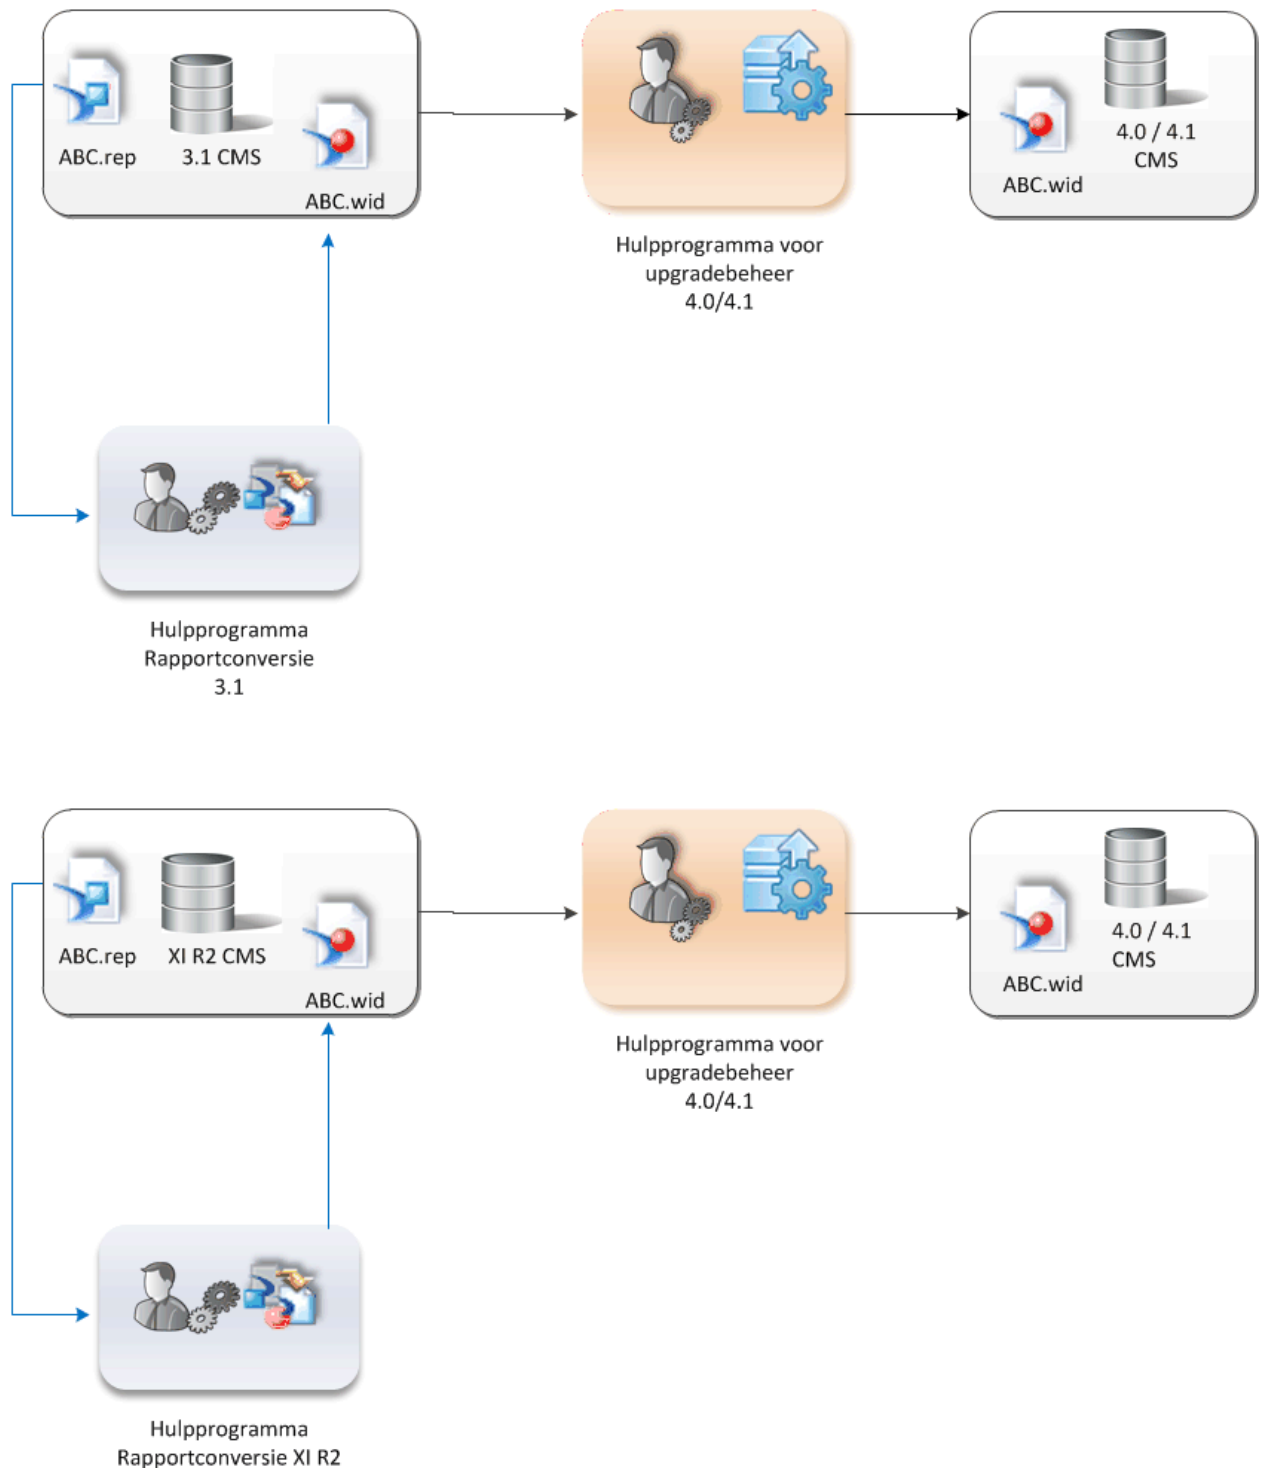 ABC.rep
3.1 CMS
ABC.wid
4.0 / 4.1
CMS
ABC.wid
Hulpprogramma voor
upgradebeheer
4.0/4.1
Hulpprogramma
Rapportconversie
3.1
ABC.rep
XI R2 CMS
ABC.wid
4.0 / 4.1
CMS
ABC.wid
Hulpprogramma voor
upgradebeheer
4.0/4.1
Hulpprogramma
Rapportconversie XI R2